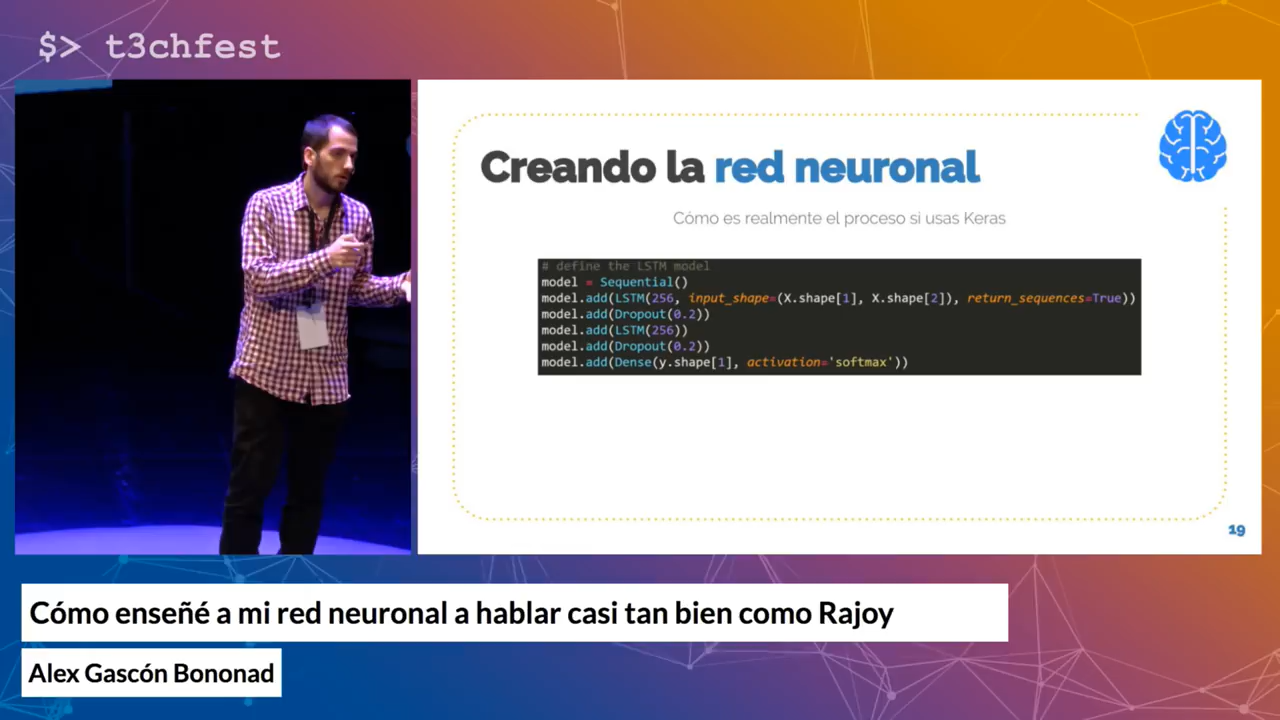 $> t3chfest
Creando la red neuronal
Cómo es realmente el proceso si usas Keras
# define the LSTM model
model = Sequential()
model.add(LSTM(256, input_shape=(X.shape[1], X.shape[2]), return_sequences=True))
model.add(Dropout(0.2))
model.add(LSTM(256))
model.add(Dropout(0.2))
model.add(Dense(y.shape[1], activation='softmax'))
19
Cómo enseñé a mi red neuronal a hablar casi tan bien como Rajoy
Alex Gascón Bononad